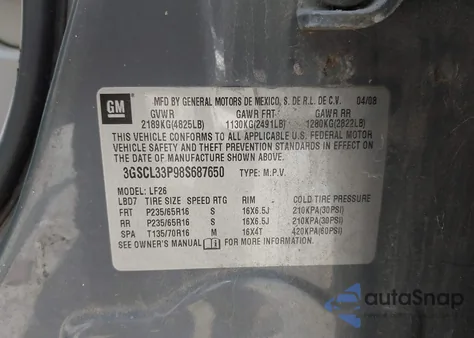 GM
MFD BY GENERAL MOTORS DE MEXICO, S. DE R.L. DE C.V. 04/08
GVWR GAWR FRT GAWR RR
2189KG(4825LB) 1130KG(2491LB) 1280KG(2822LB)
THIS VEHICLE CONFORMS TO ALL APPLICABLE U.S. FEDERAL MOTOR
VEHICLE SAFETY AND THEFT PREVENTION STANDARDS IN EFFECT ON
THE DATE OF MANUFACTURE SHOWN ABOVE.
3GSCL33P98S687650 TYPE: M.P.V.
MODEL: LF26
LBD7 TIRE SIZE SPEED RTG RIM COLD TIRE PRESSURE
FRT P235/65R16 S 16X6.5J 210KPA(30PSI)
RR P235/65R16 S 16X6.5J 210KPA(30PSI)
SPA T135/70R16 M 16X4T 420KPA(60PSI)
SEE OWNER'S MANUAL FOR ADDITIONAL INFORMATION.
autoSnap